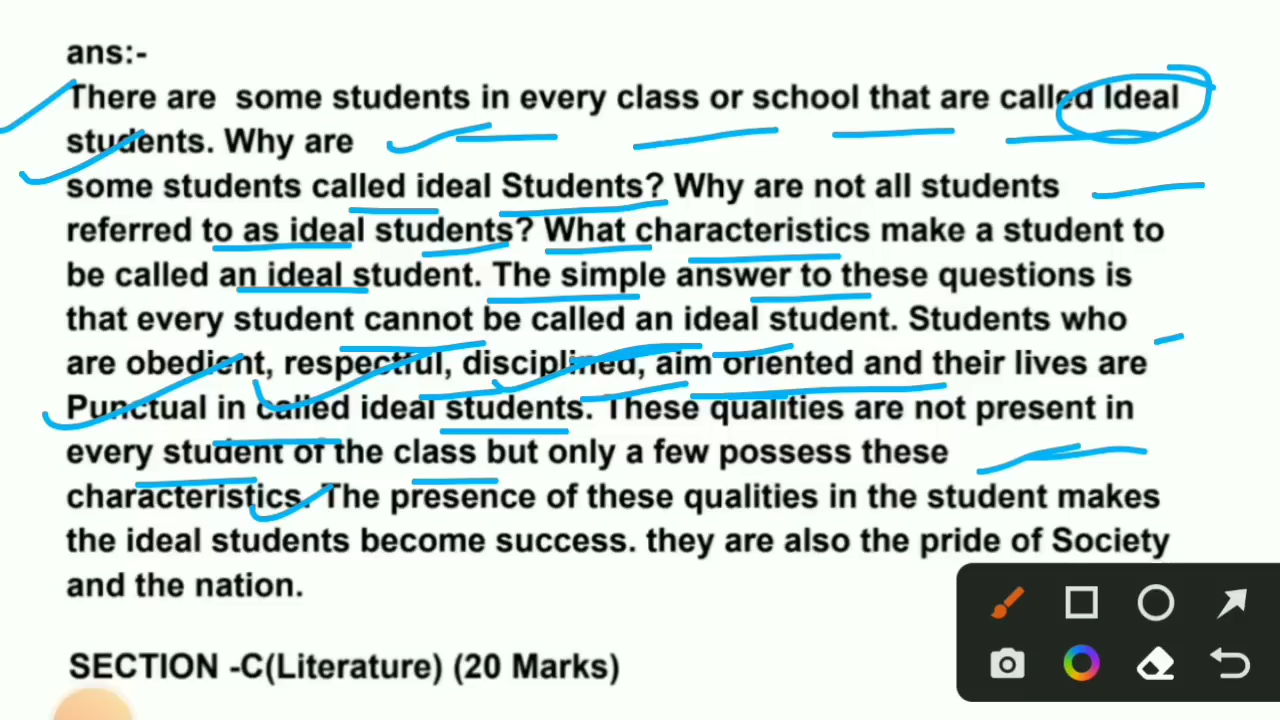 ans:-
There are some students in every class or school that are called Ideal
students. Why are
some students called ideal Students? Why are not all students
referred to as ideal students? What characteristics make a student to
be called an ideal student. The simple answer to these questions is
that every student cannot be called an ideal student. Students who
are obedient, respectful, disciplined, aim oriented and their lives are
Punctual in called ideal students. These qualities are not present in
every student of the class but only a few possess these
characteristics. The presence of these qualities in the student makes
the ideal students become success. they are also the pride of Society
and the nation.
SECTION -C(Literature) (20 Marks)